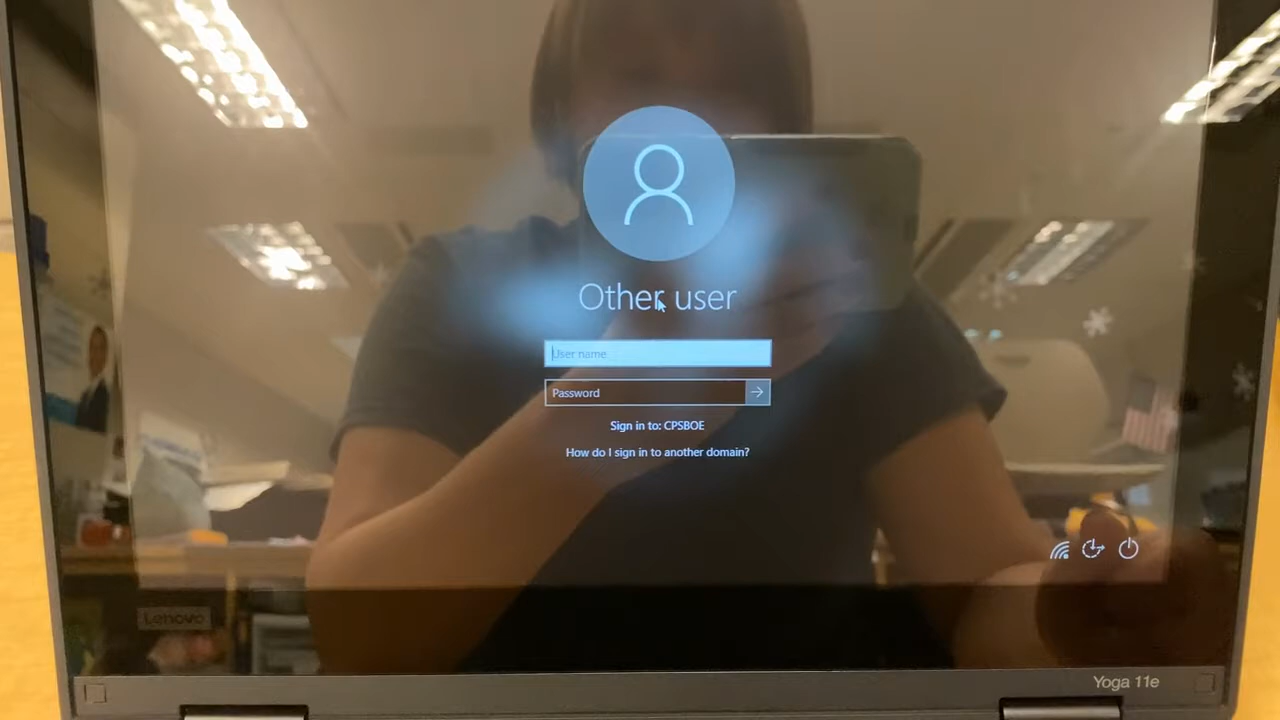 Other user
User name
Password
Sign in to: CPSBOE
How do I sign in to another domain?
Lenovo
Yoga 11e